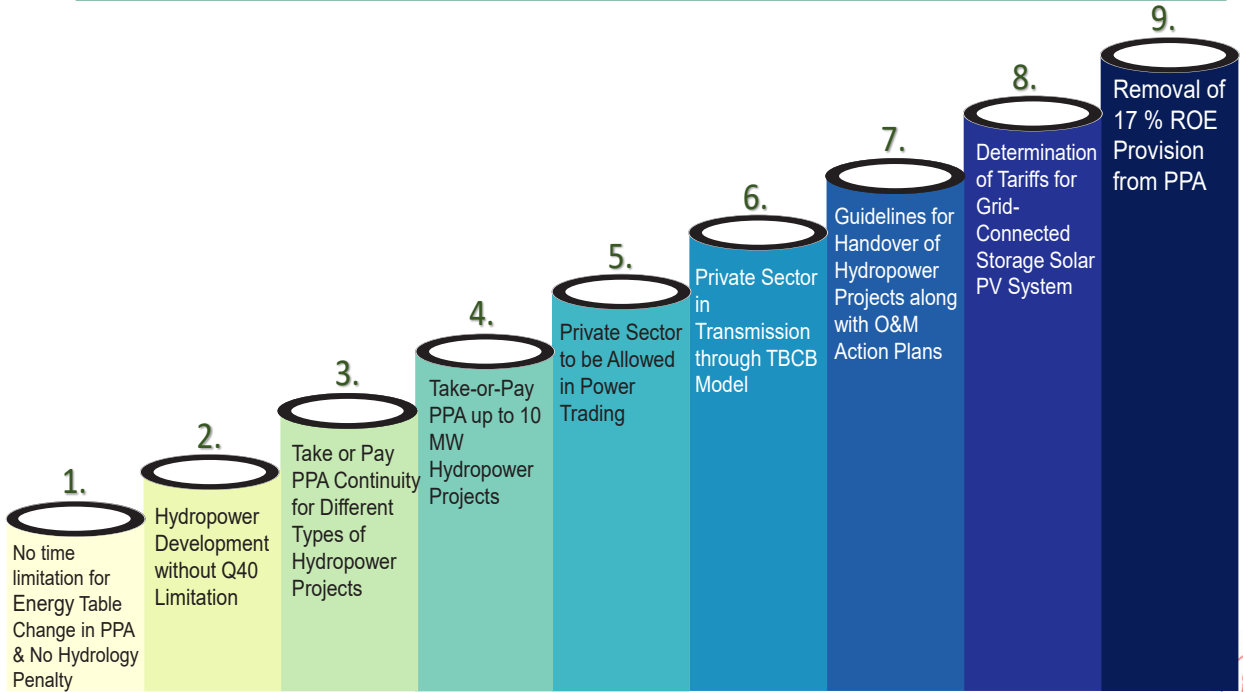 1.
No time
limitation for
Energy Table
Change in PPA
& No Hydrology
Penalty
2.
Hydropower
Development
without Q40
Limitation
3.
Take or Pay
PPA Continuity
for Different
Types of
Hydropower
Projects
4.
Take-or-Pay
PPA up to 10
MW
Hydropower
Projects
5.
Private Sector
to be Allowed
in Power
Trading
6.
Private Sector
in
Transmission
through TBCB
Model
7.
Guidelines for
Handover of
Hydropower
Projects along
with O&M
Action Plans
8.
Determination
of Tariffs for
Grid-
Connected
Storage Solar
PV System
9.
Removal of
17 % ROE
Provision
from PPA